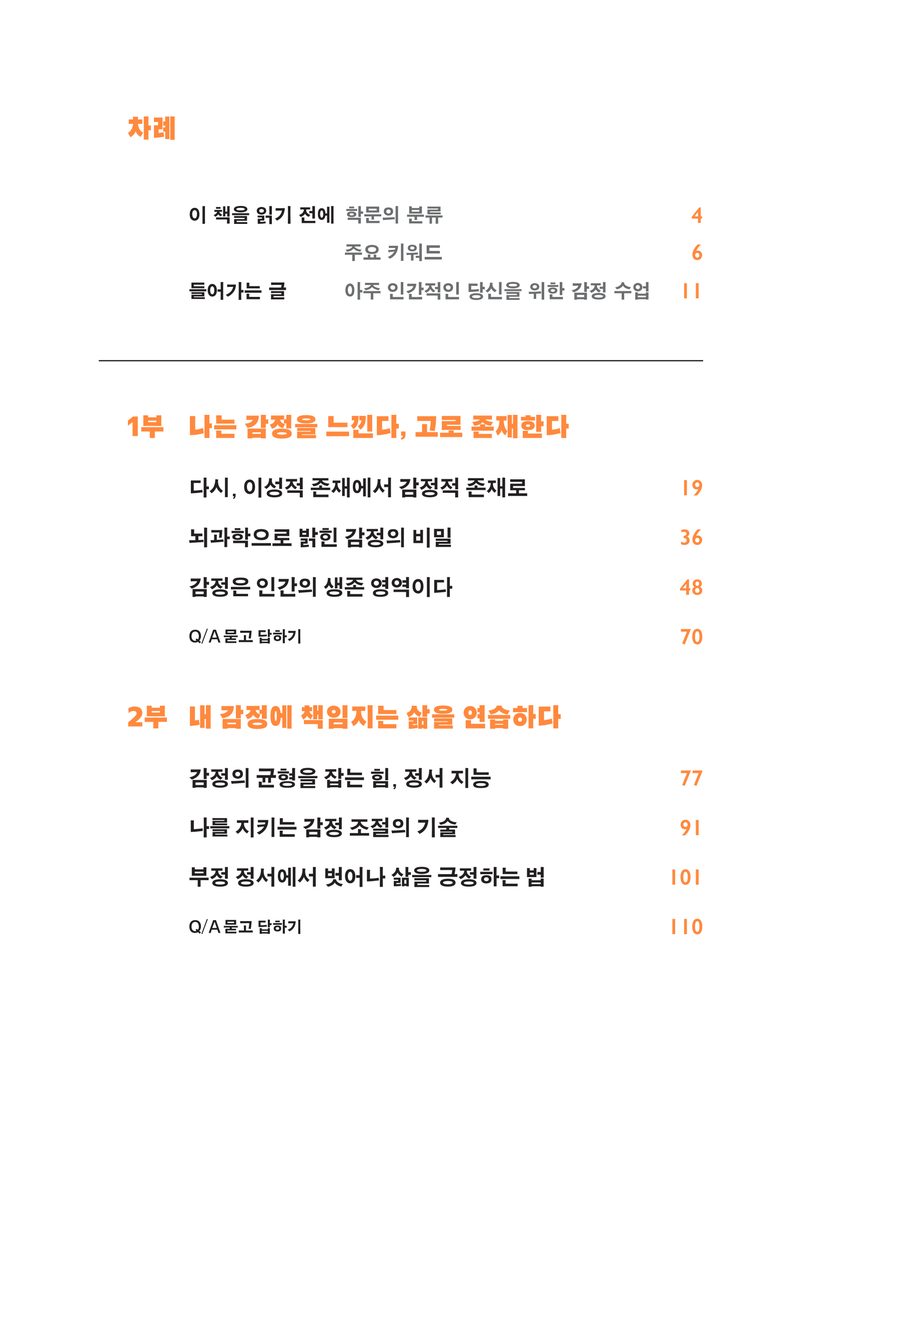 차례
이 책을 읽기 전에 학문의 분류 4
주요 키워드 6
들어가는 글 아주 인간적인 당신을 위한 감정 수업 11
1부 나는 감정을 느낀다, 고로 존재한다
다시, 이성적 존재에서 감정적 존재로 19
뇌과학으로 밝힌 감정의 비밀 36
감정은 인간의 생존 영역이다 48
Q/A 묻고 답하기 70
2부 내 감정에 책임지는 삶을 연습하다
감정의 균형을 잡는 힘, 정서 지능 77
나를 지키는 감정 조절의 기술 91
부정 정서에서 벗어나 삶을 긍정하는 법 101
Q/A 묻고 답하기 110